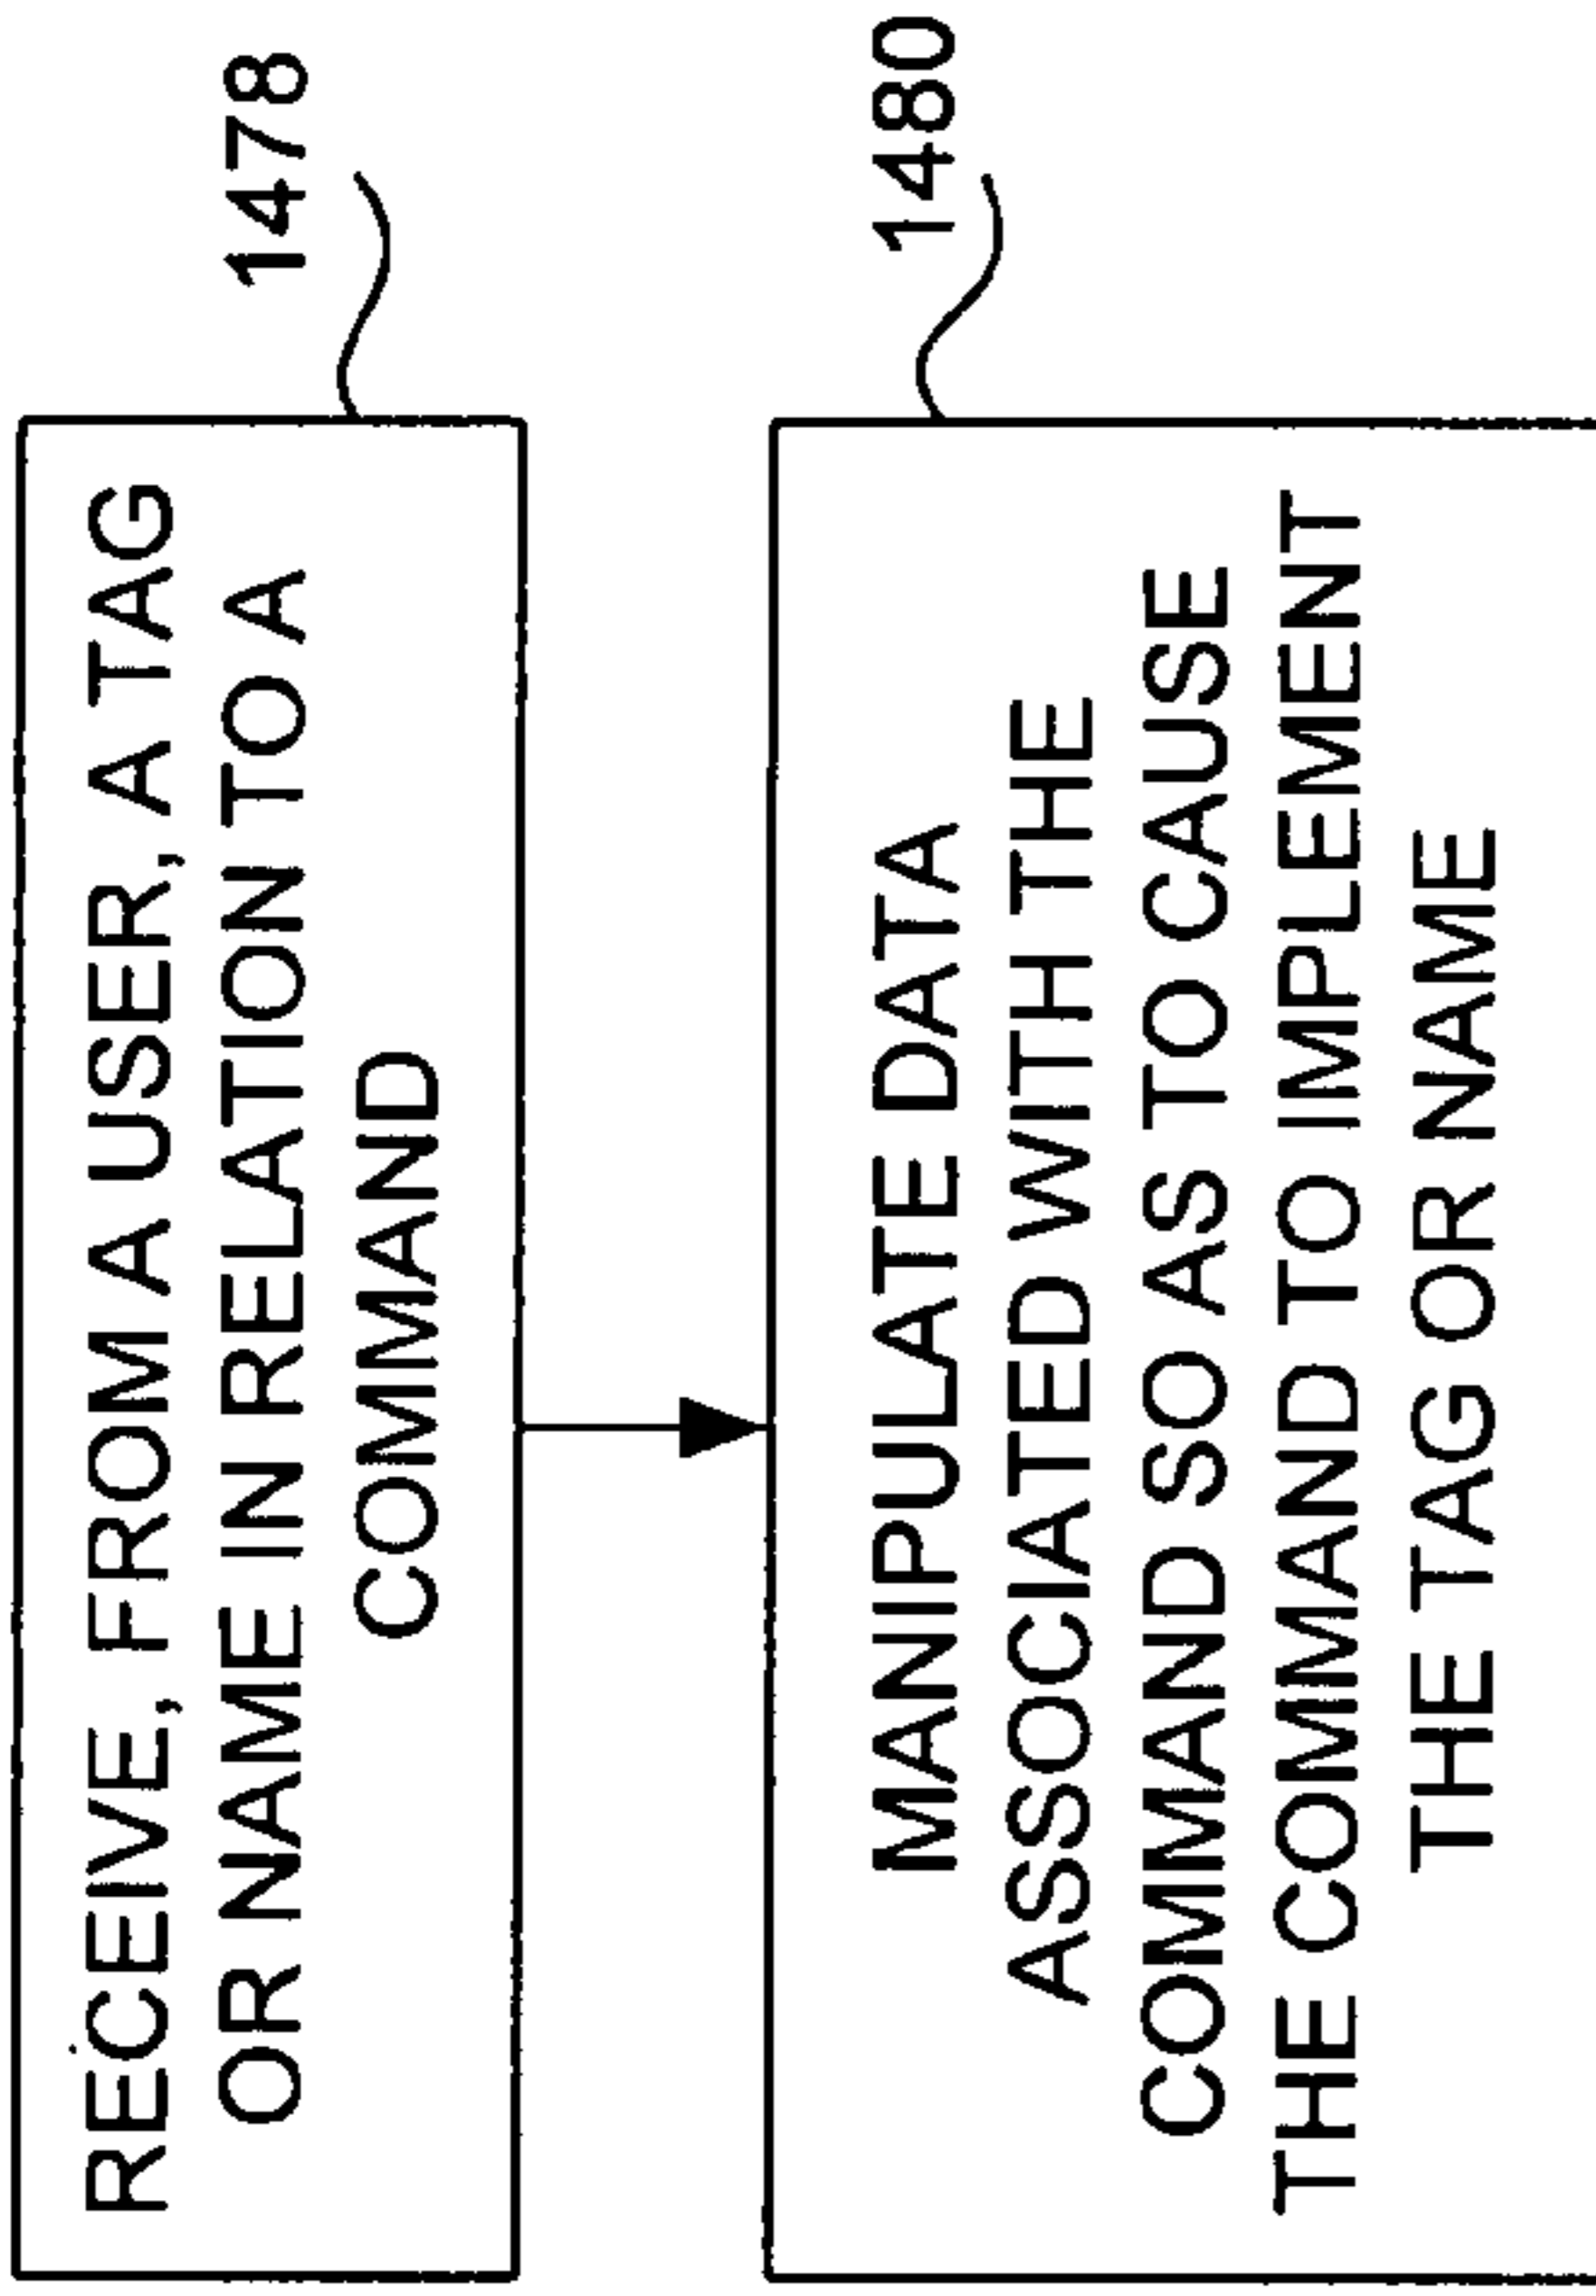 RECEIVE, FROM A USER, A TAG
OR NAME IN RELATION TO A
COMMAND
1478
MANIPULATE DATA
ASSOCIATED WITH THE
COMMAND SO AS TO CAUSE
THE COMMAND TO IMPLEMENT
THE TAG OR NAME
1480